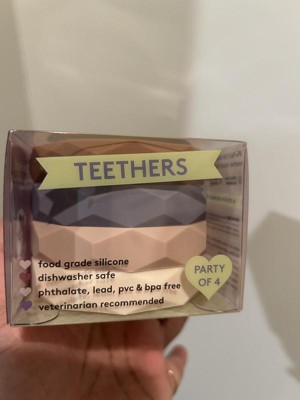 TEETHERS
food grade silicone
dishwasher safe
phthalate, lead, pvc & bpa free
veterinarian recommended
PARTY
OF 4